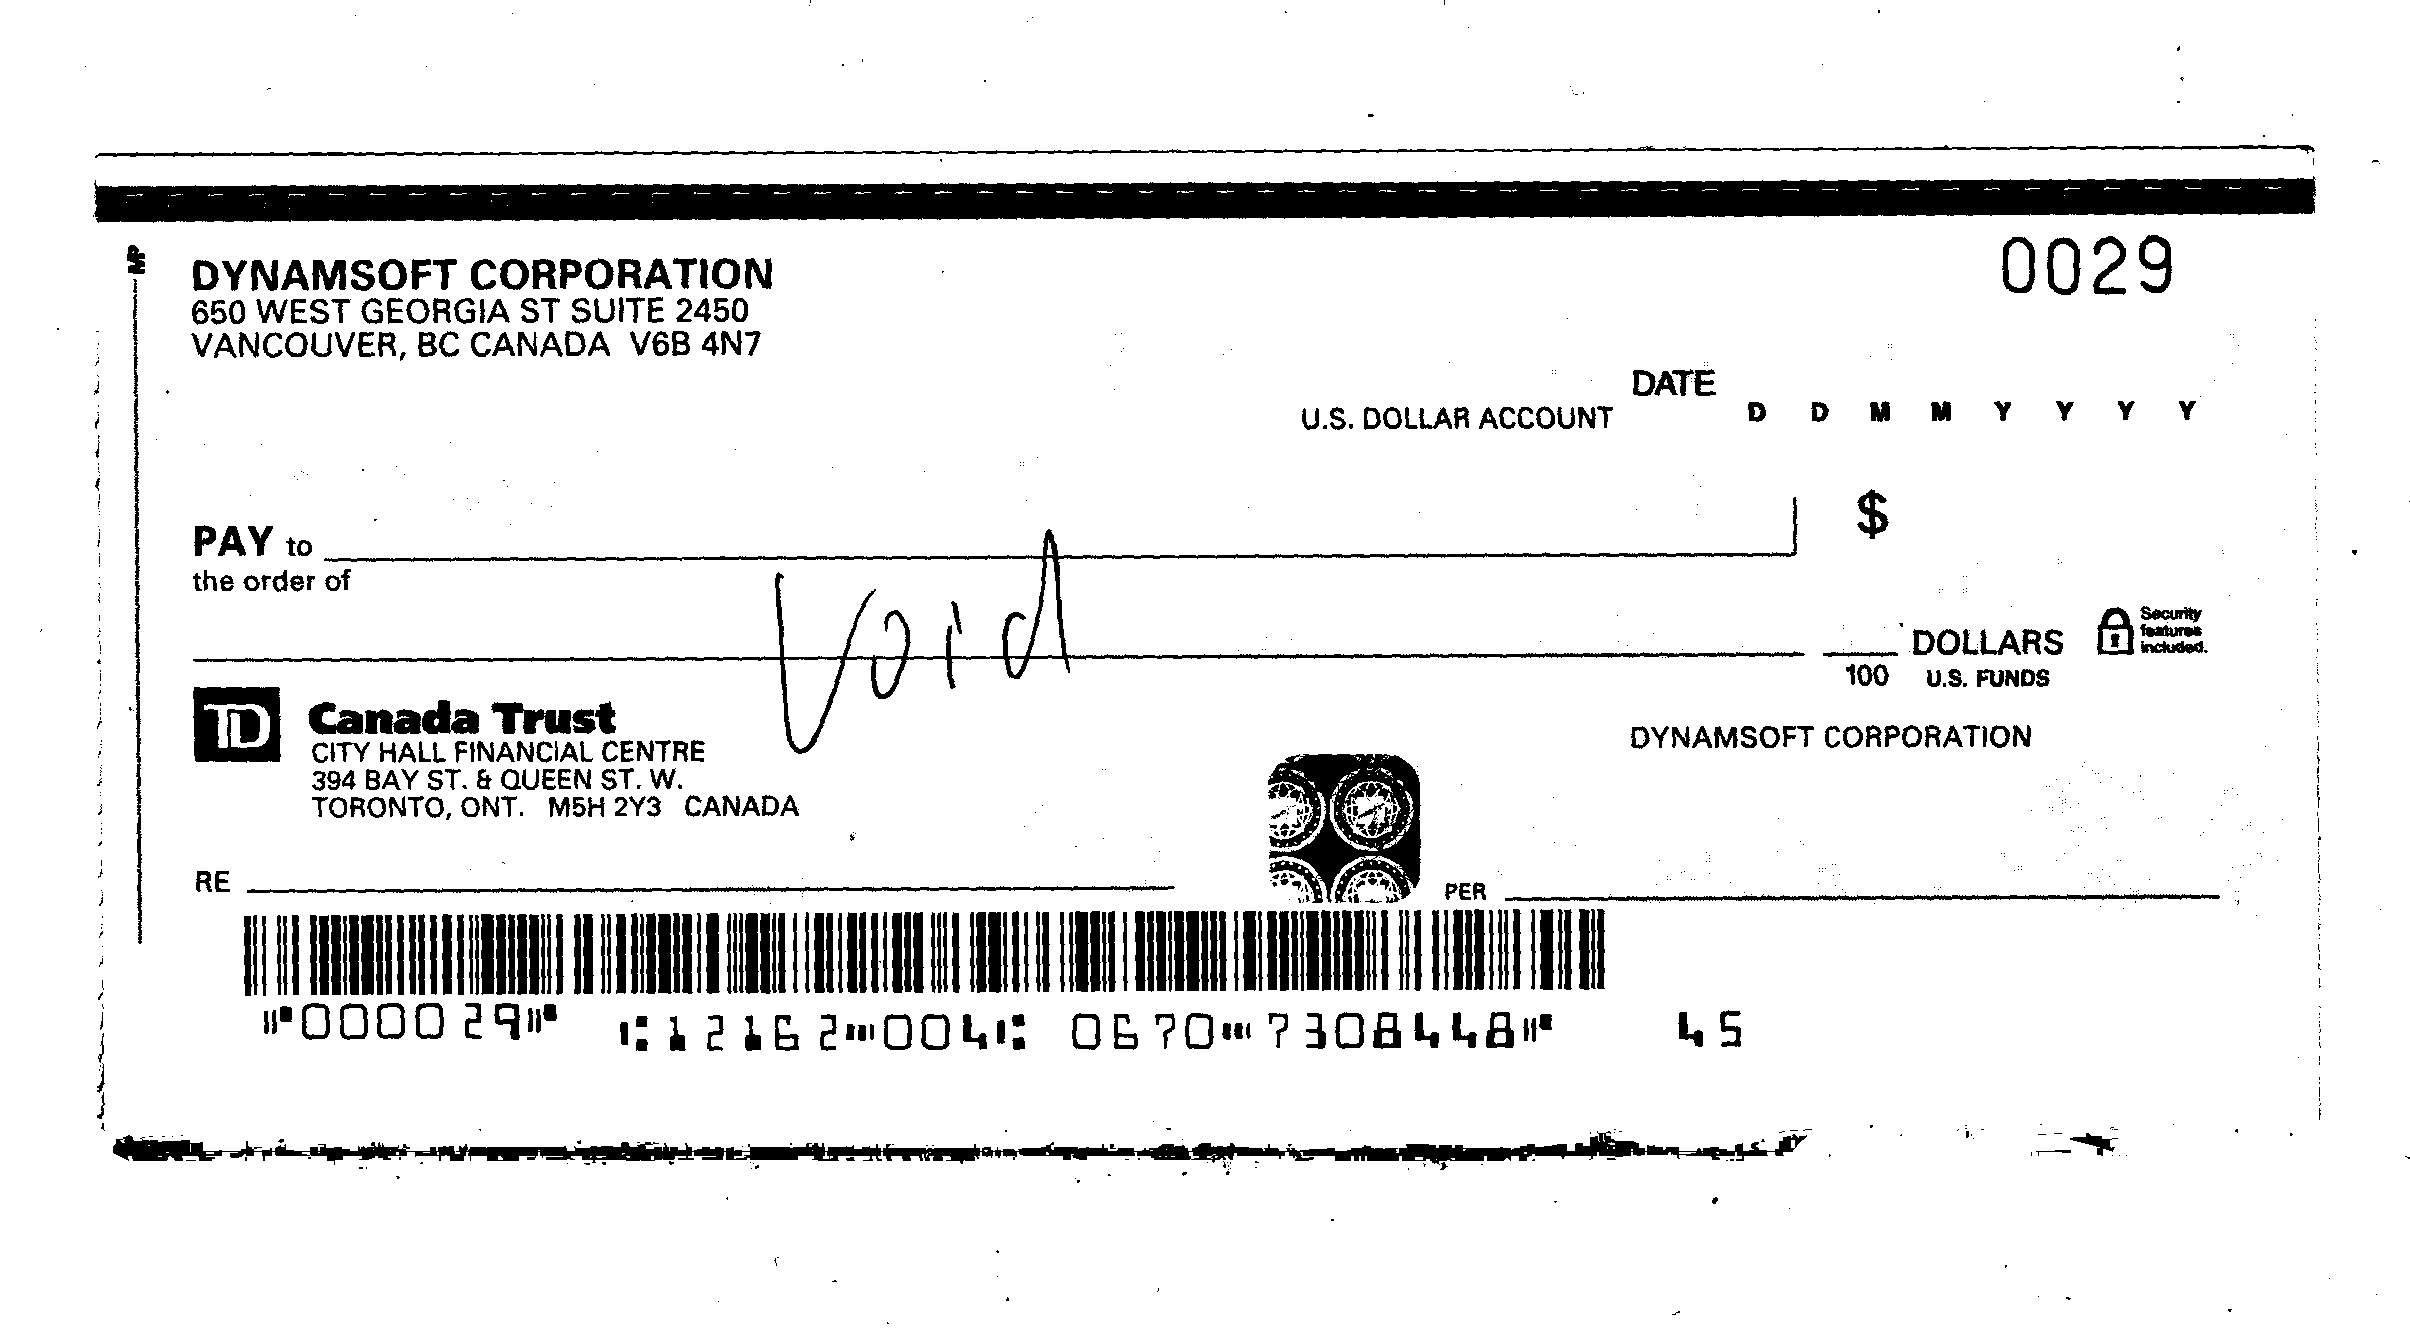 MP
DYNAMSOFT CORPORATION
650 WEST GEORGIA ST SUITE 2450
VANCOUVER, BC CANADA V6B 4N7
0029
DATE
U.S. DOLLAR ACCOUNT
D D M M Y Y Y Y
PAY to
the order of
$
Void
DOLLARS
100 U.S. FUNDS
Security
features
included.
TD Canada Trust
CITY HALL FINANCIAL CENTRE
394 BAY ST. & QUEEN ST. W.
TORONTO, ONT. M5H 2Y3 CANADA
DYNAMSOFT CORPORATION
RE
PER
⑈000029⑈ ⑆12162⑉004⑆ 0670⑉7308448⑈ 45